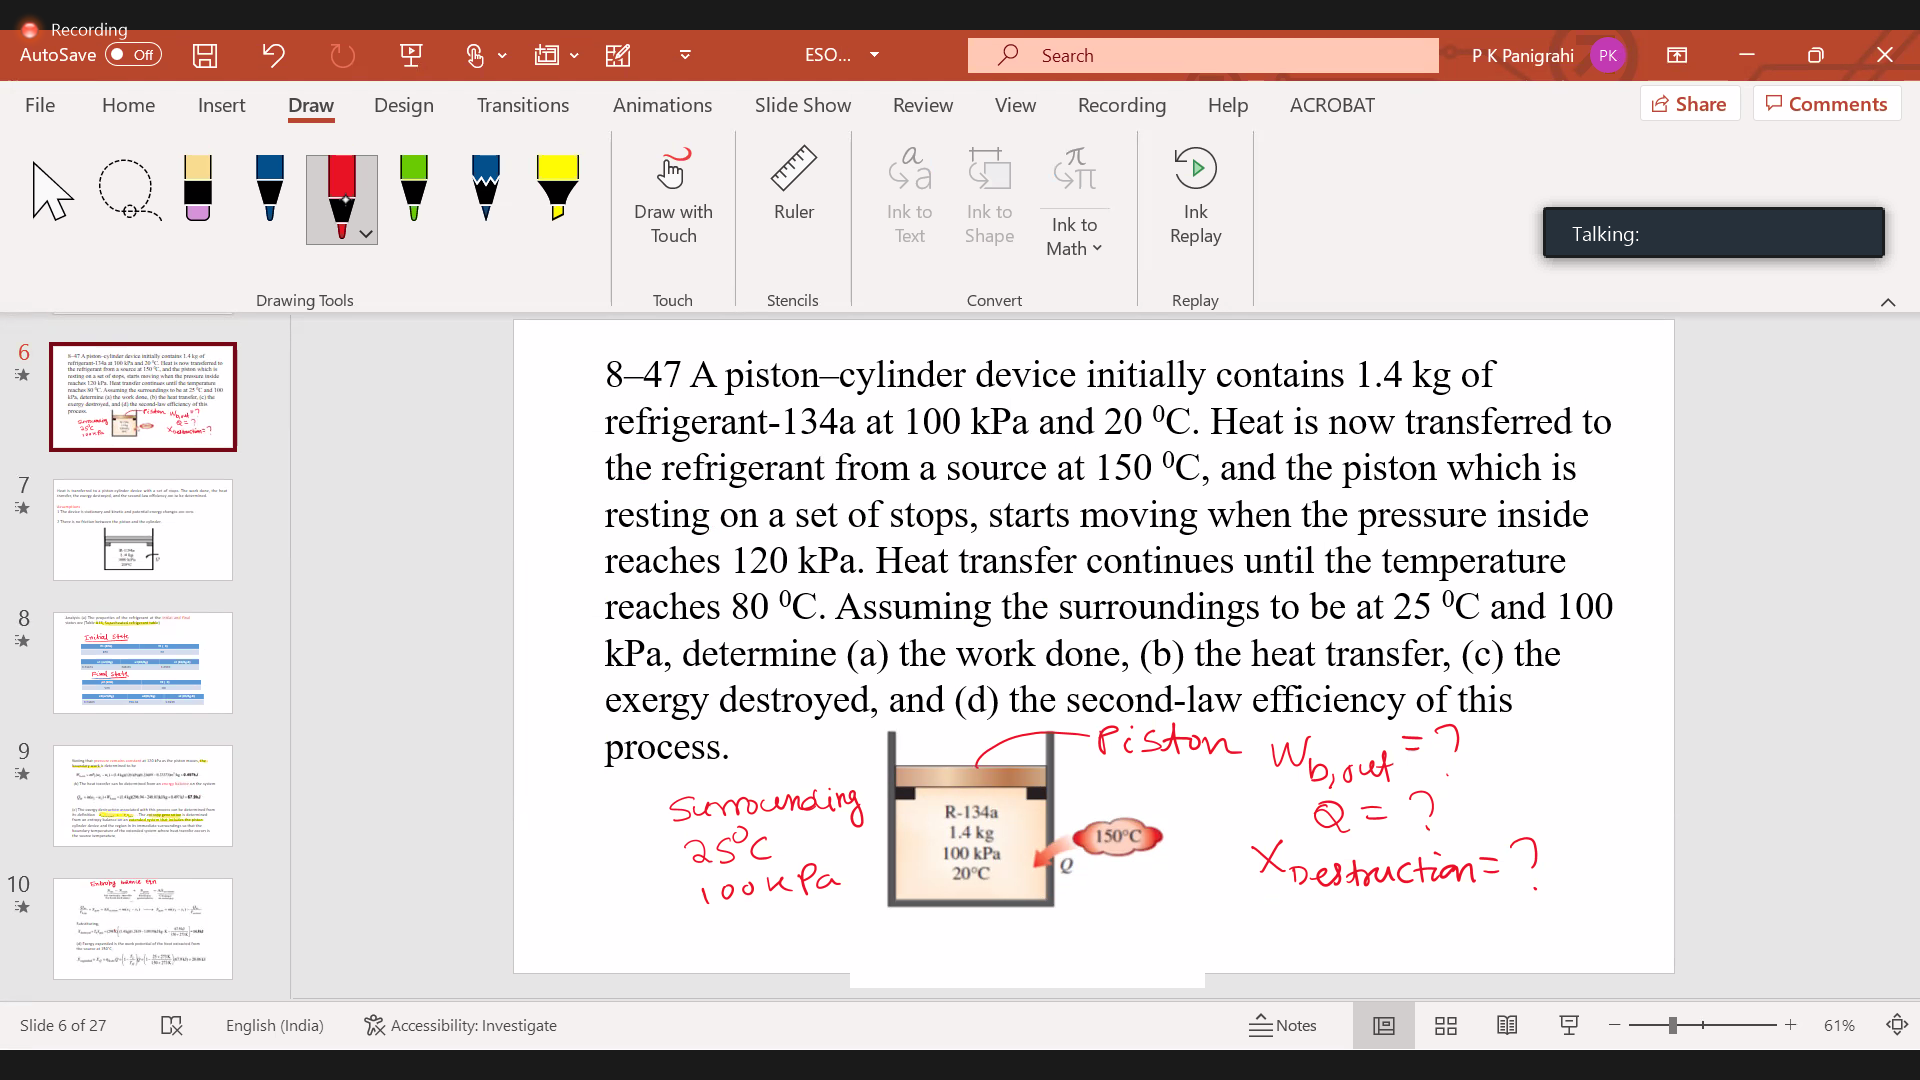 Recording
AutoSave Off
ESO...
Search
P K Panigrahi PK
File Home Insert Draw Design Transitions Animations Slide Show Review View Recording Help ACROBAT
Share Comments
Draw with Touch
Ruler
Ink to Text
Ink to Shape
Ink to Math
Ink Replay
Talking:
Drawing Tools Touch Stencils Convert Replay
6
7
8
9
10
8–47 A piston–cylinder device initially contains 1.4 kg of
refrigerant-134a at 100 kPa and 20 ⁰C. Heat is now transferred to
the refrigerant from a source at 150 ⁰C, and the piston which is
resting on a set of stops, starts moving when the pressure inside
reaches 120 kPa. Heat transfer continues until the temperature
reaches 80 ⁰C. Assuming the surroundings to be at 25 ⁰C and 100
kPa, determine (a) the work done, (b) the heat transfer, (c) the
exergy destroyed, and (d) the second-law efficiency of this
process.
Piston
W b,out = ?
Surrounding
25⁰C
100 kPa
R-134a
1.4 kg
100 kPa
20°C
150°C
Q
Q = ?
X Destruction = ?
Slide 6 of 27 English (India) Accessibility: Investigate Notes 61%